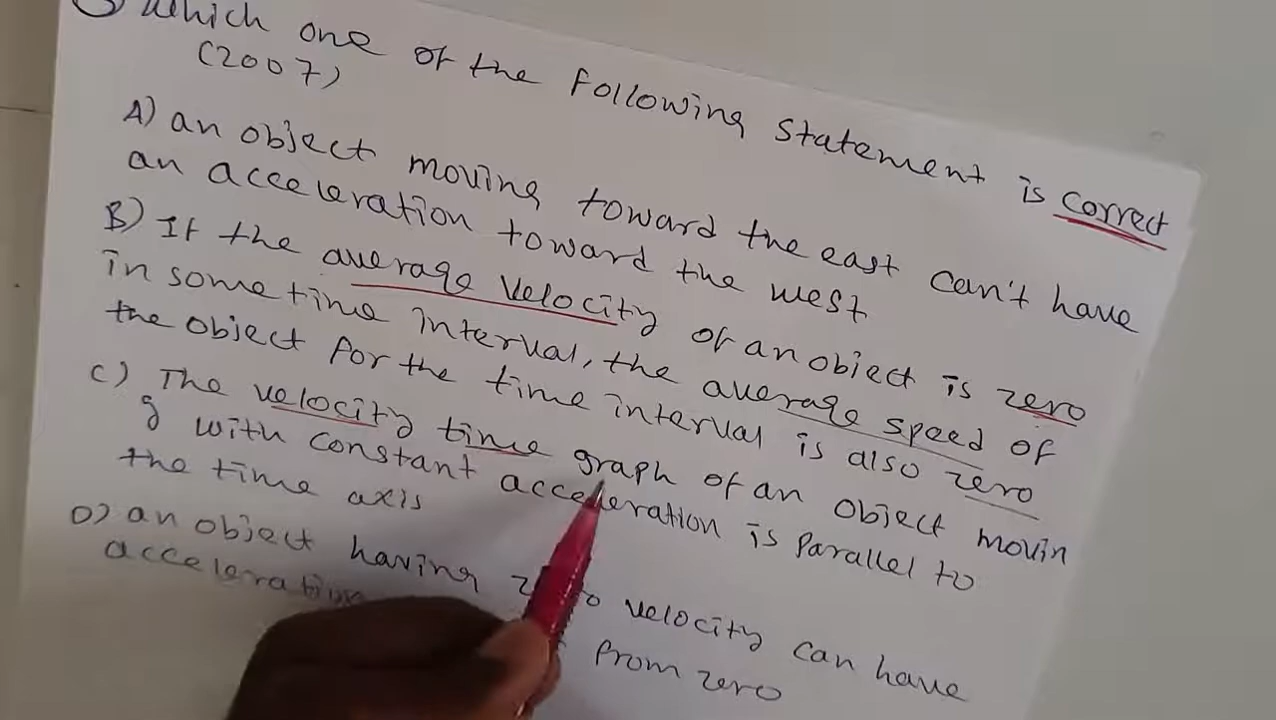 Which one of the Following statement is correct
(2007)
A) an object moving toward the east can't have
an acceleration toward the west
B) If the average velocity of an object is zero
in some time interval, the average speed of
the object for the time interval is also zero
C) The velocity time graph of an object movin
g with constant acceleration is Parallel to
the time axis
D) an object having velocity can have
acceleration from zero